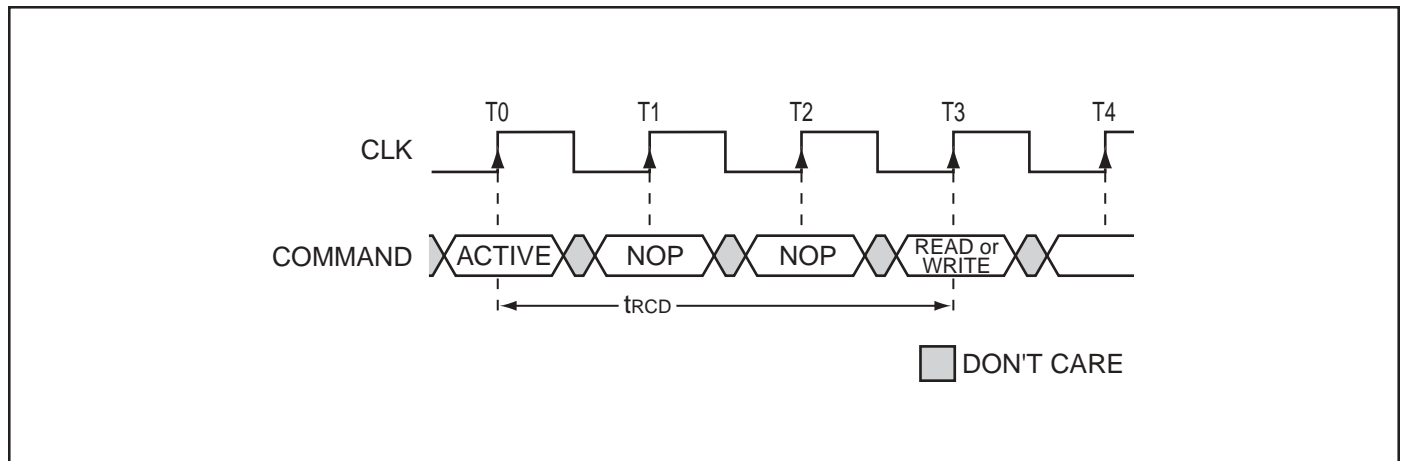 T0 T1 T2 T3 T4
CLK
COMMAND ACTIVE NOP NOP READ or
WRITE
tRCD
DON'T CARE